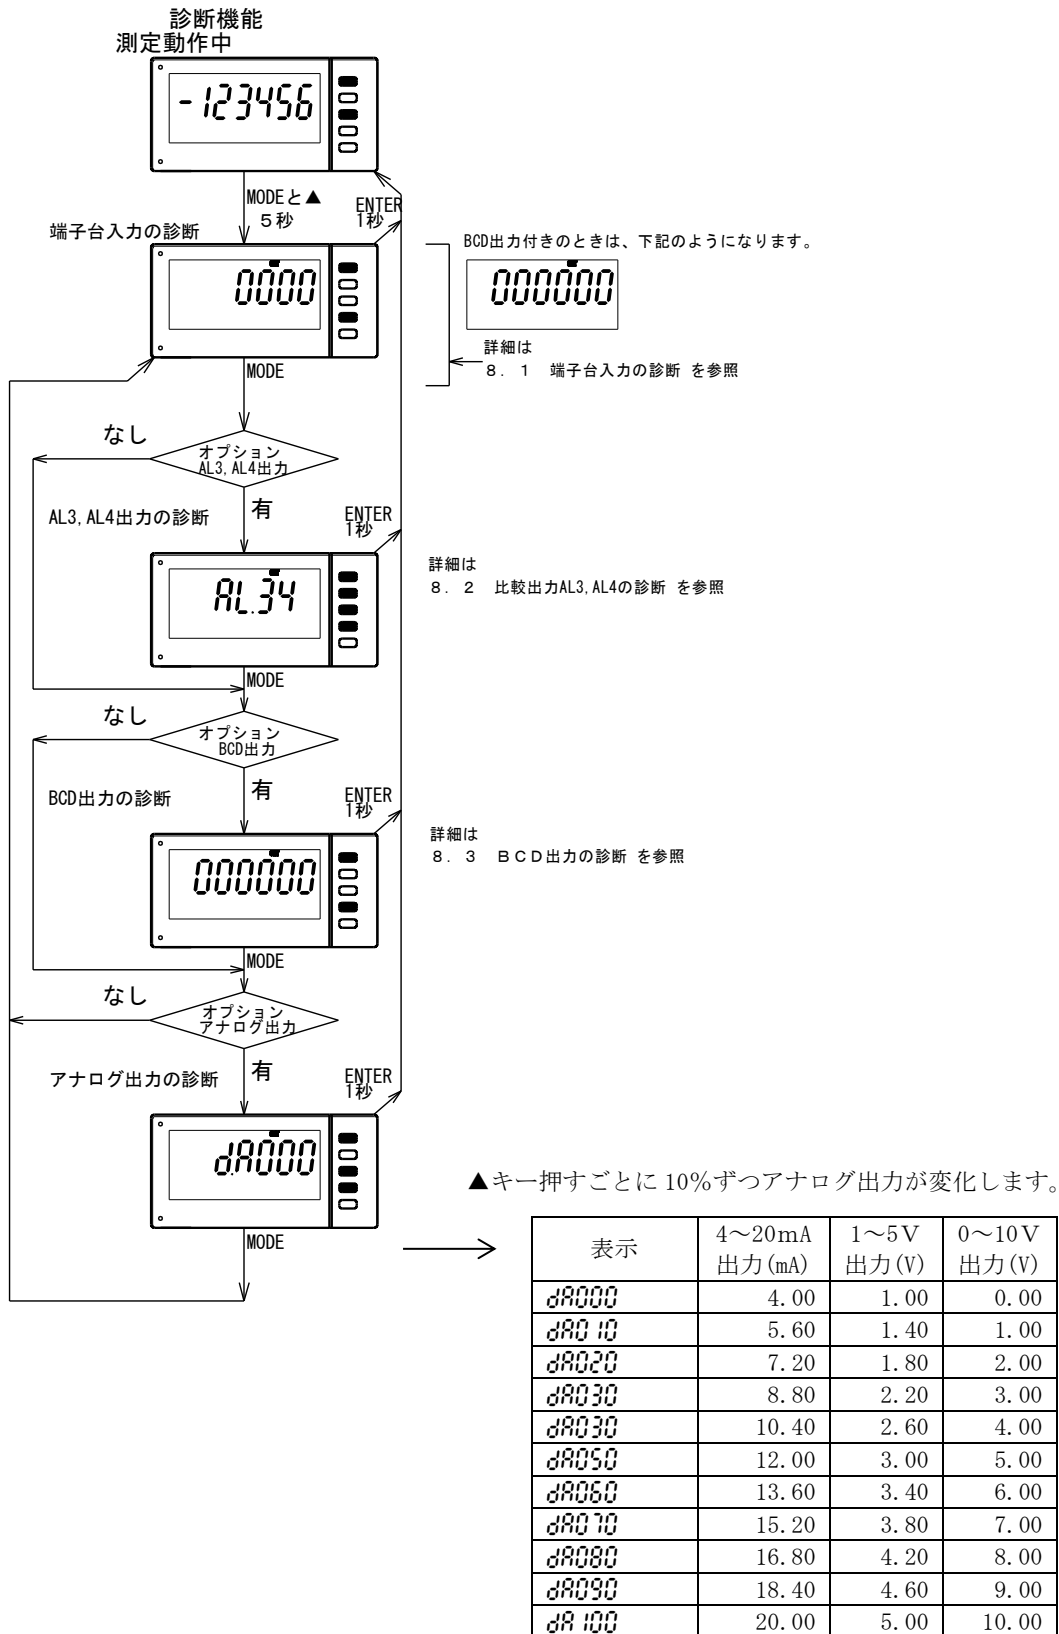 診断機能
測定動作中
-123456
MODEと▲
5秒
ENTER
1秒
端子台入力の診断
0000
BCD出力付きのときは、下記のようになります。
000000
詳細は
8.1 端子台入力の診断 を参照
MODE
なし
オプション
AL3,AL4出力
有
AL3,AL4出力の診断
ENTER
1秒
AL.34
詳細は
8.2 比較出力AL3,AL4の診断 を参照
MODE
なし
オプション
BCD出力
有
BCD出力の診断
ENTER
1秒
000000
詳細は
8.3 BCD出力の診断 を参照
MODE
なし
オプション
アナログ出力
有
アナログ出力の診断
ENTER
1秒
d.A000
MODE
▲キー押すごとに10%ずつアナログ出力が変化します。
表示 4～20mA出力(mA) 1～5V出力(V) 0～10V出力(V)
dA000 4.00 1.00 0.00
dA010 5.60 1.40 1.00
dA020 7.20 1.80 2.00
dA030 8.80 2.20 3.00
dA030 10.40 2.60 4.00
dA050 12.00 3.00 5.00
dA060 13.60 3.40 6.00
dA070 15.20 3.80 7.00
dA080 16.80 4.20 8.00
dA090 18.40 4.60 9.00
dA100 20.00 5.00 10.00